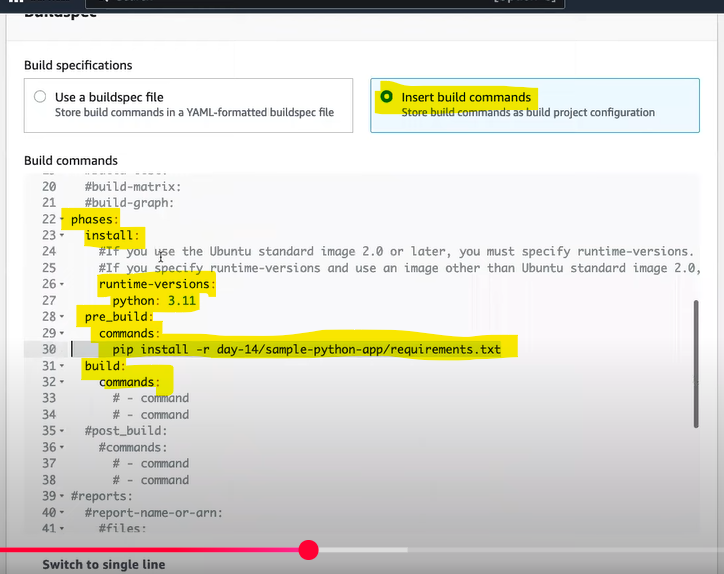 Buildspec
Build specifications
Use a buildspec file
Store build commands in a YAML-formatted buildspec file
Insert build commands
Store build commands as build project configuration
Build commands
20 #build-matrix:
21 #build-graph:
22 phases:
23 install:
24 #If you use the Ubuntu standard image 2.0 or later, you must specify runtime-versions.
25 #If you specify runtime-versions and use an image other than Ubuntu standard image 2.0,
26 runtime-versions:
27 python: 3.11
28 pre_build:
29 commands:
30 pip install -r day-14/sample-python-app/requirements.txt
31 build:
32 commands:
33 # - command
34 # - command
35 #post_build:
36 #commands:
37 # - command
38 # - command
39 #reports:
40 #report-name-or-arn:
41 #files:
Switch to single line